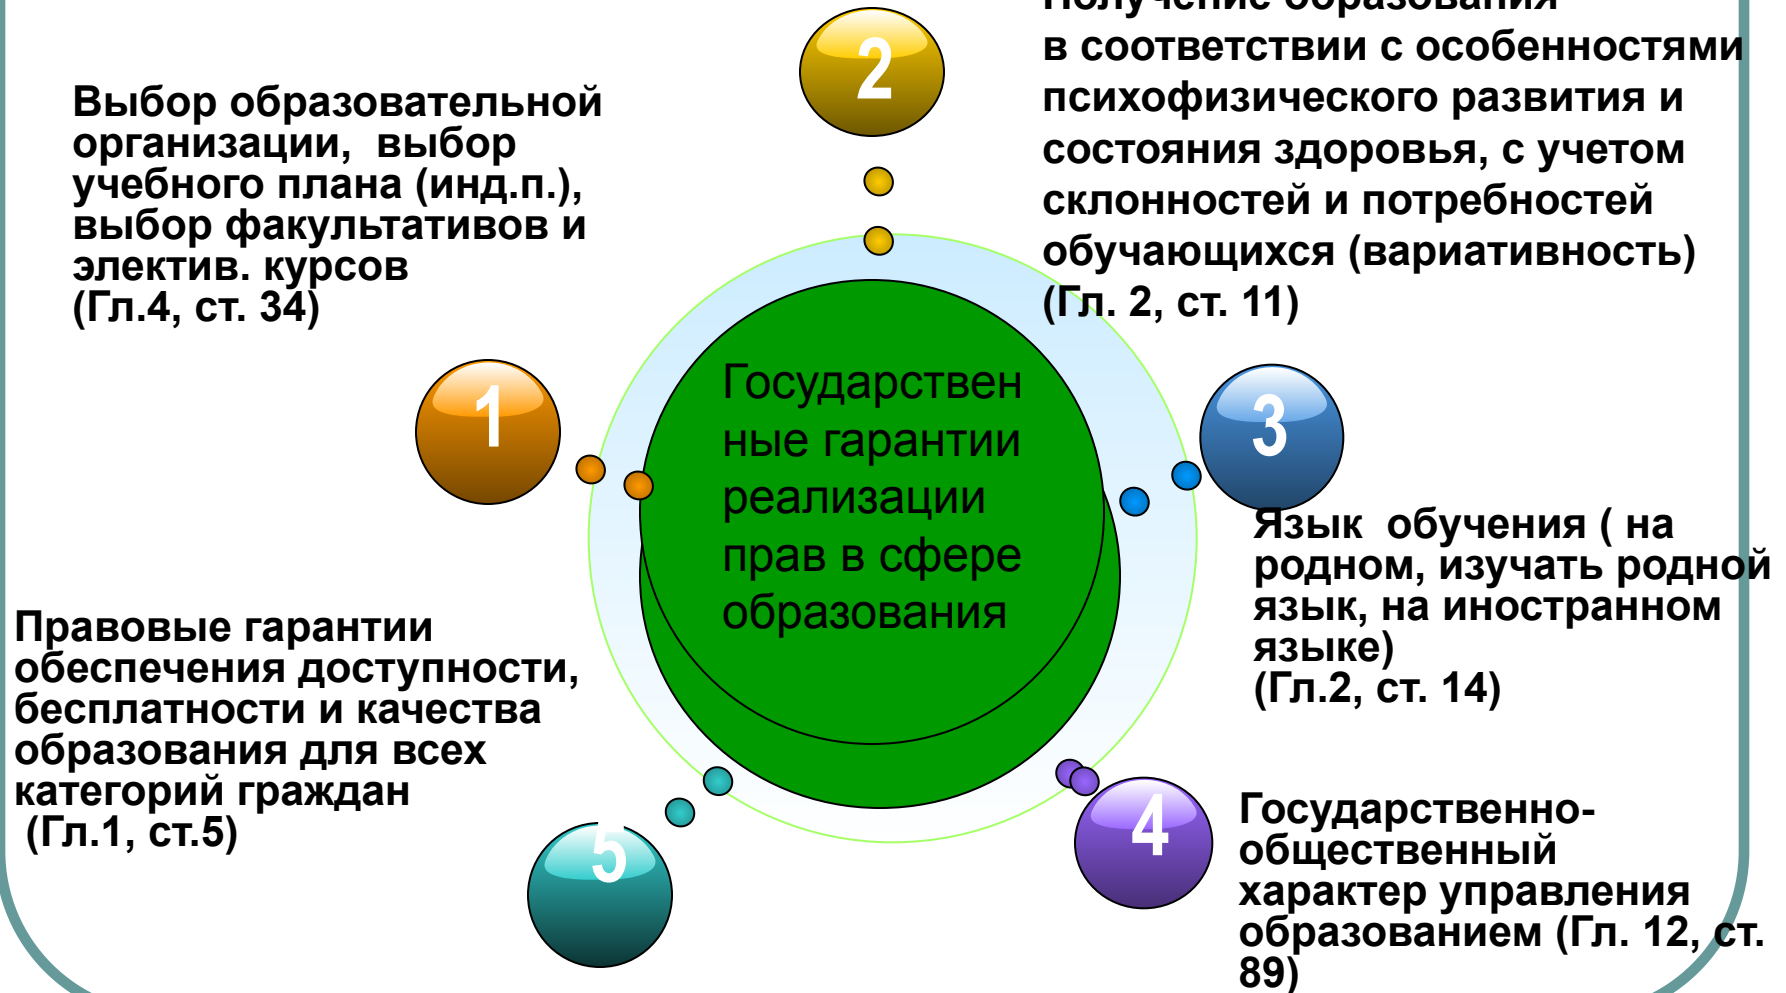 2
Получение образования
в соответствии с особенностями
психофизического развития и
состояния здоровья, с учетом
склонностей и потребностей
обучающихся (вариативность)
(Гл. 2, ст. 11)
Выбор образовательной
организации, выбор
учебного плана (инд.п.),
выбор факультативов и
электив. курсов
(Гл.4, ст. 34)
1
Государствен
ные гарантии
реализации
прав в сфере
образования
3
Язык обучения ( на
родном, изучать родной
язык, на иностранном
языке)
(Гл.2, ст. 14)
Правовые гарантии
обеспечения доступности,
бесплатности и качества
образования для всех
категорий граждан
(Гл.1, ст.5)
5
4
Государственно-
общественный
характер управления
образованием (Гл. 12, ст.
89)